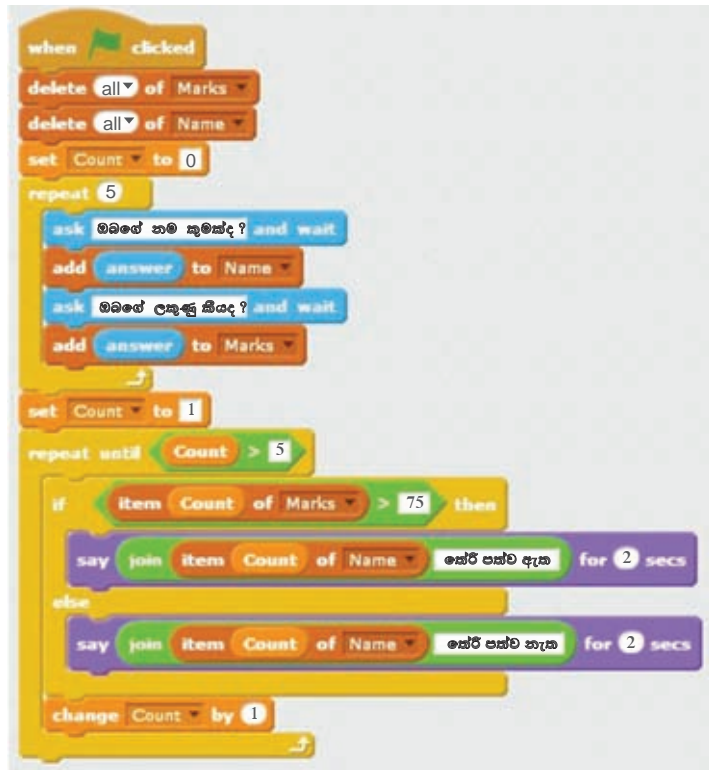 when clicked
delete all of Marks
delete all of Name
set Count to 0
repeat 5
ask ඔබගේ නම කුමක්ද ? and wait
add answer to Name
ask ඔබගේ ලකුණු කීයද ? and wait
add answer to Marks
set Count to 1
repeat until Count > 5
if item Count of Marks > 75 then
say join item Count of Name තේරී පත්ව ඇත for 2 secs
else
say join item Count of Name තේරී පත්ව නැත for 2 secs
change Count by 1